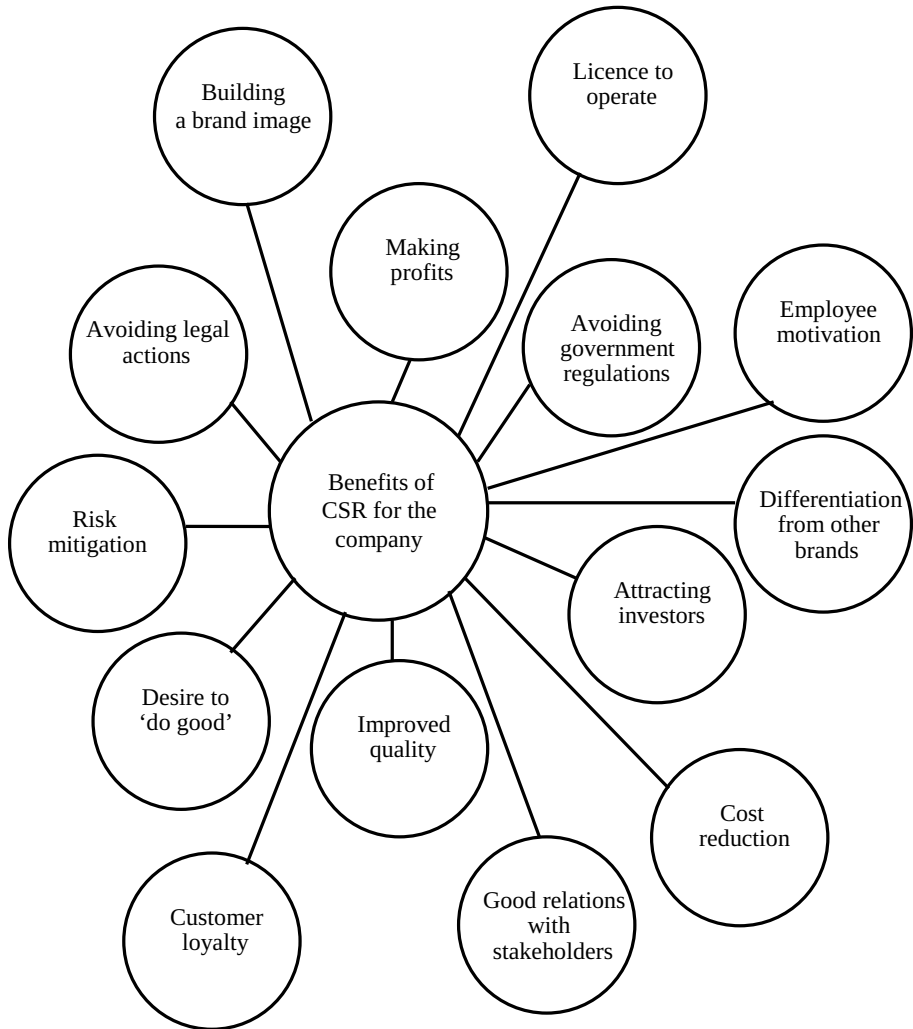 Building
a brand image
Licence to
operate
Making
profits
Avoiding legal
actions
Avoiding
government
regulations
Employee
motivation
Benefits of
CSR for the
company
Risk
mitigation
Differentiation
from other
brands
Attracting
investors
Desire to
‘do good’
Improved
quality
Cost
reduction
Customer
loyalty
Good relations
with
stakeholders